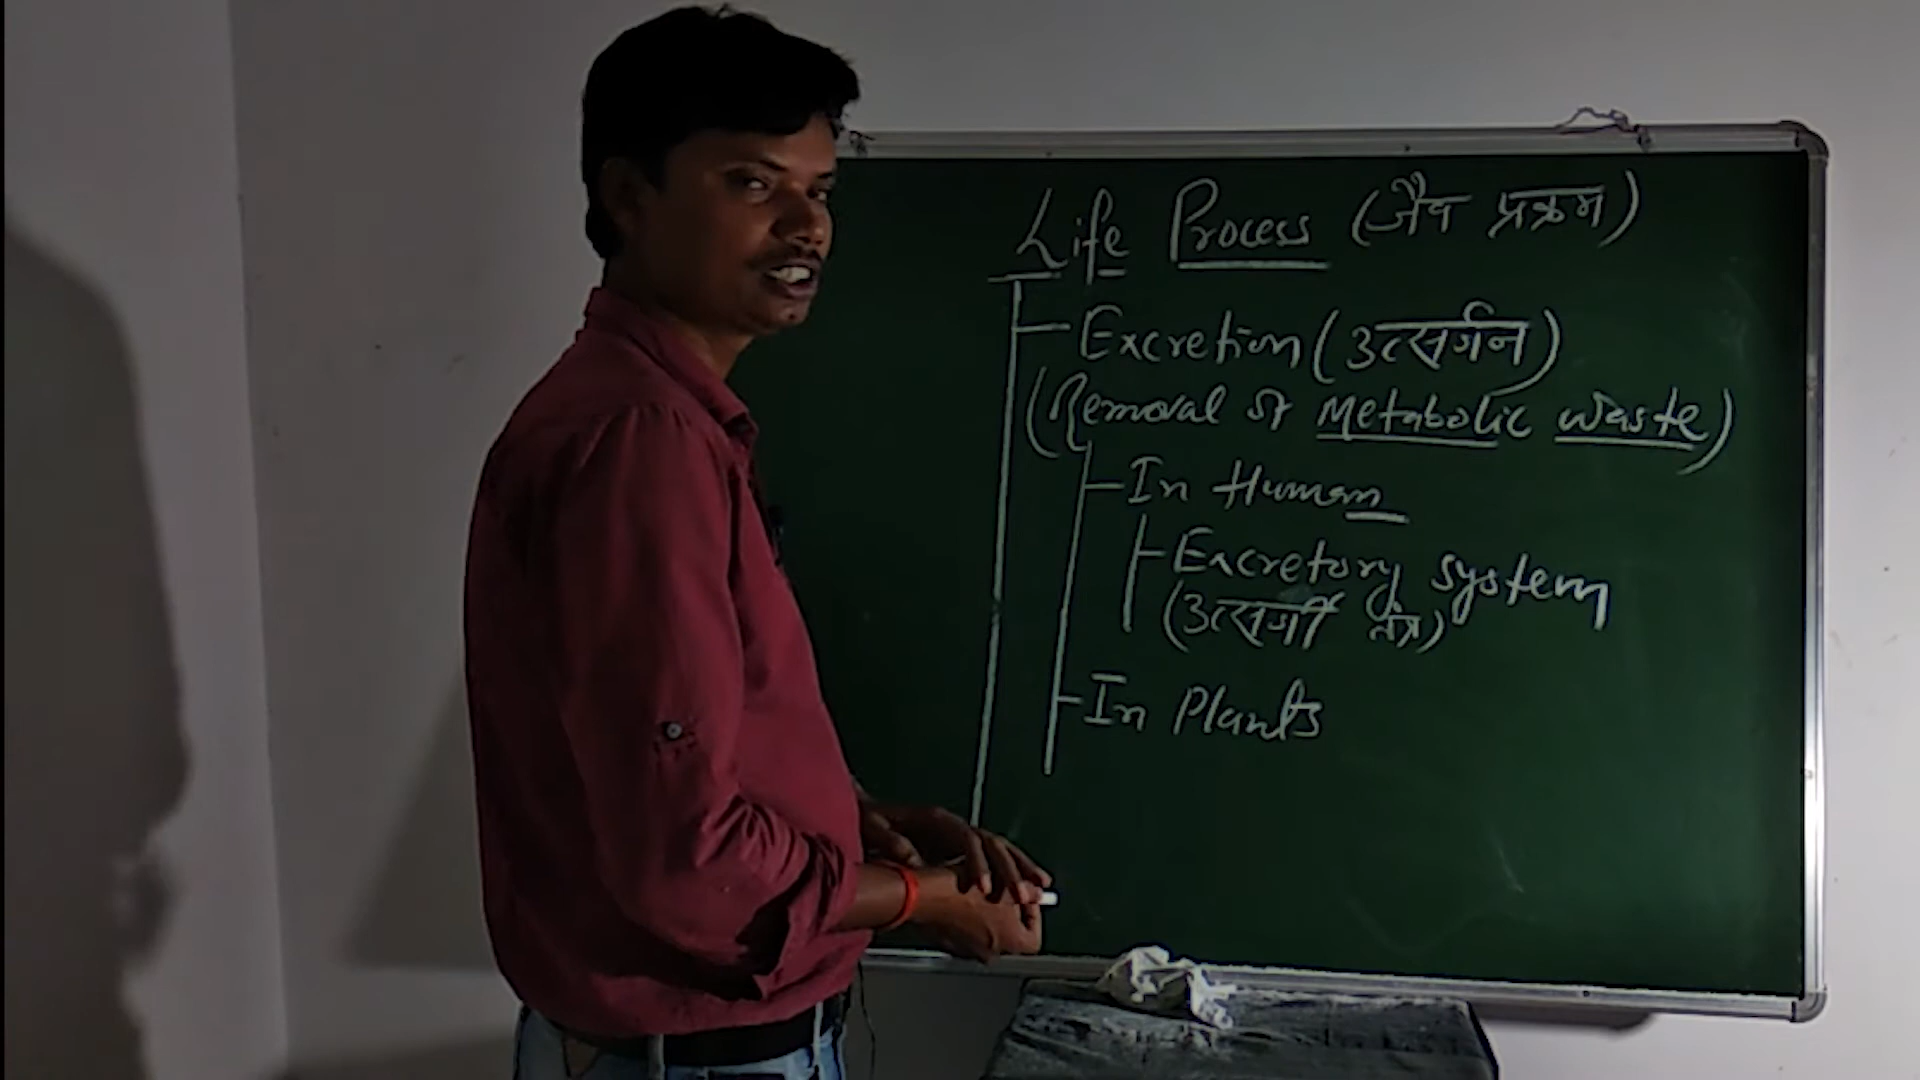 Life Process (जैव प्रक्रम)
Excretion (उत्सर्जन)
(Removal of Metabolic waste)
In Human
Excretory system
(उत्सर्जी तंत्र)
In Plants